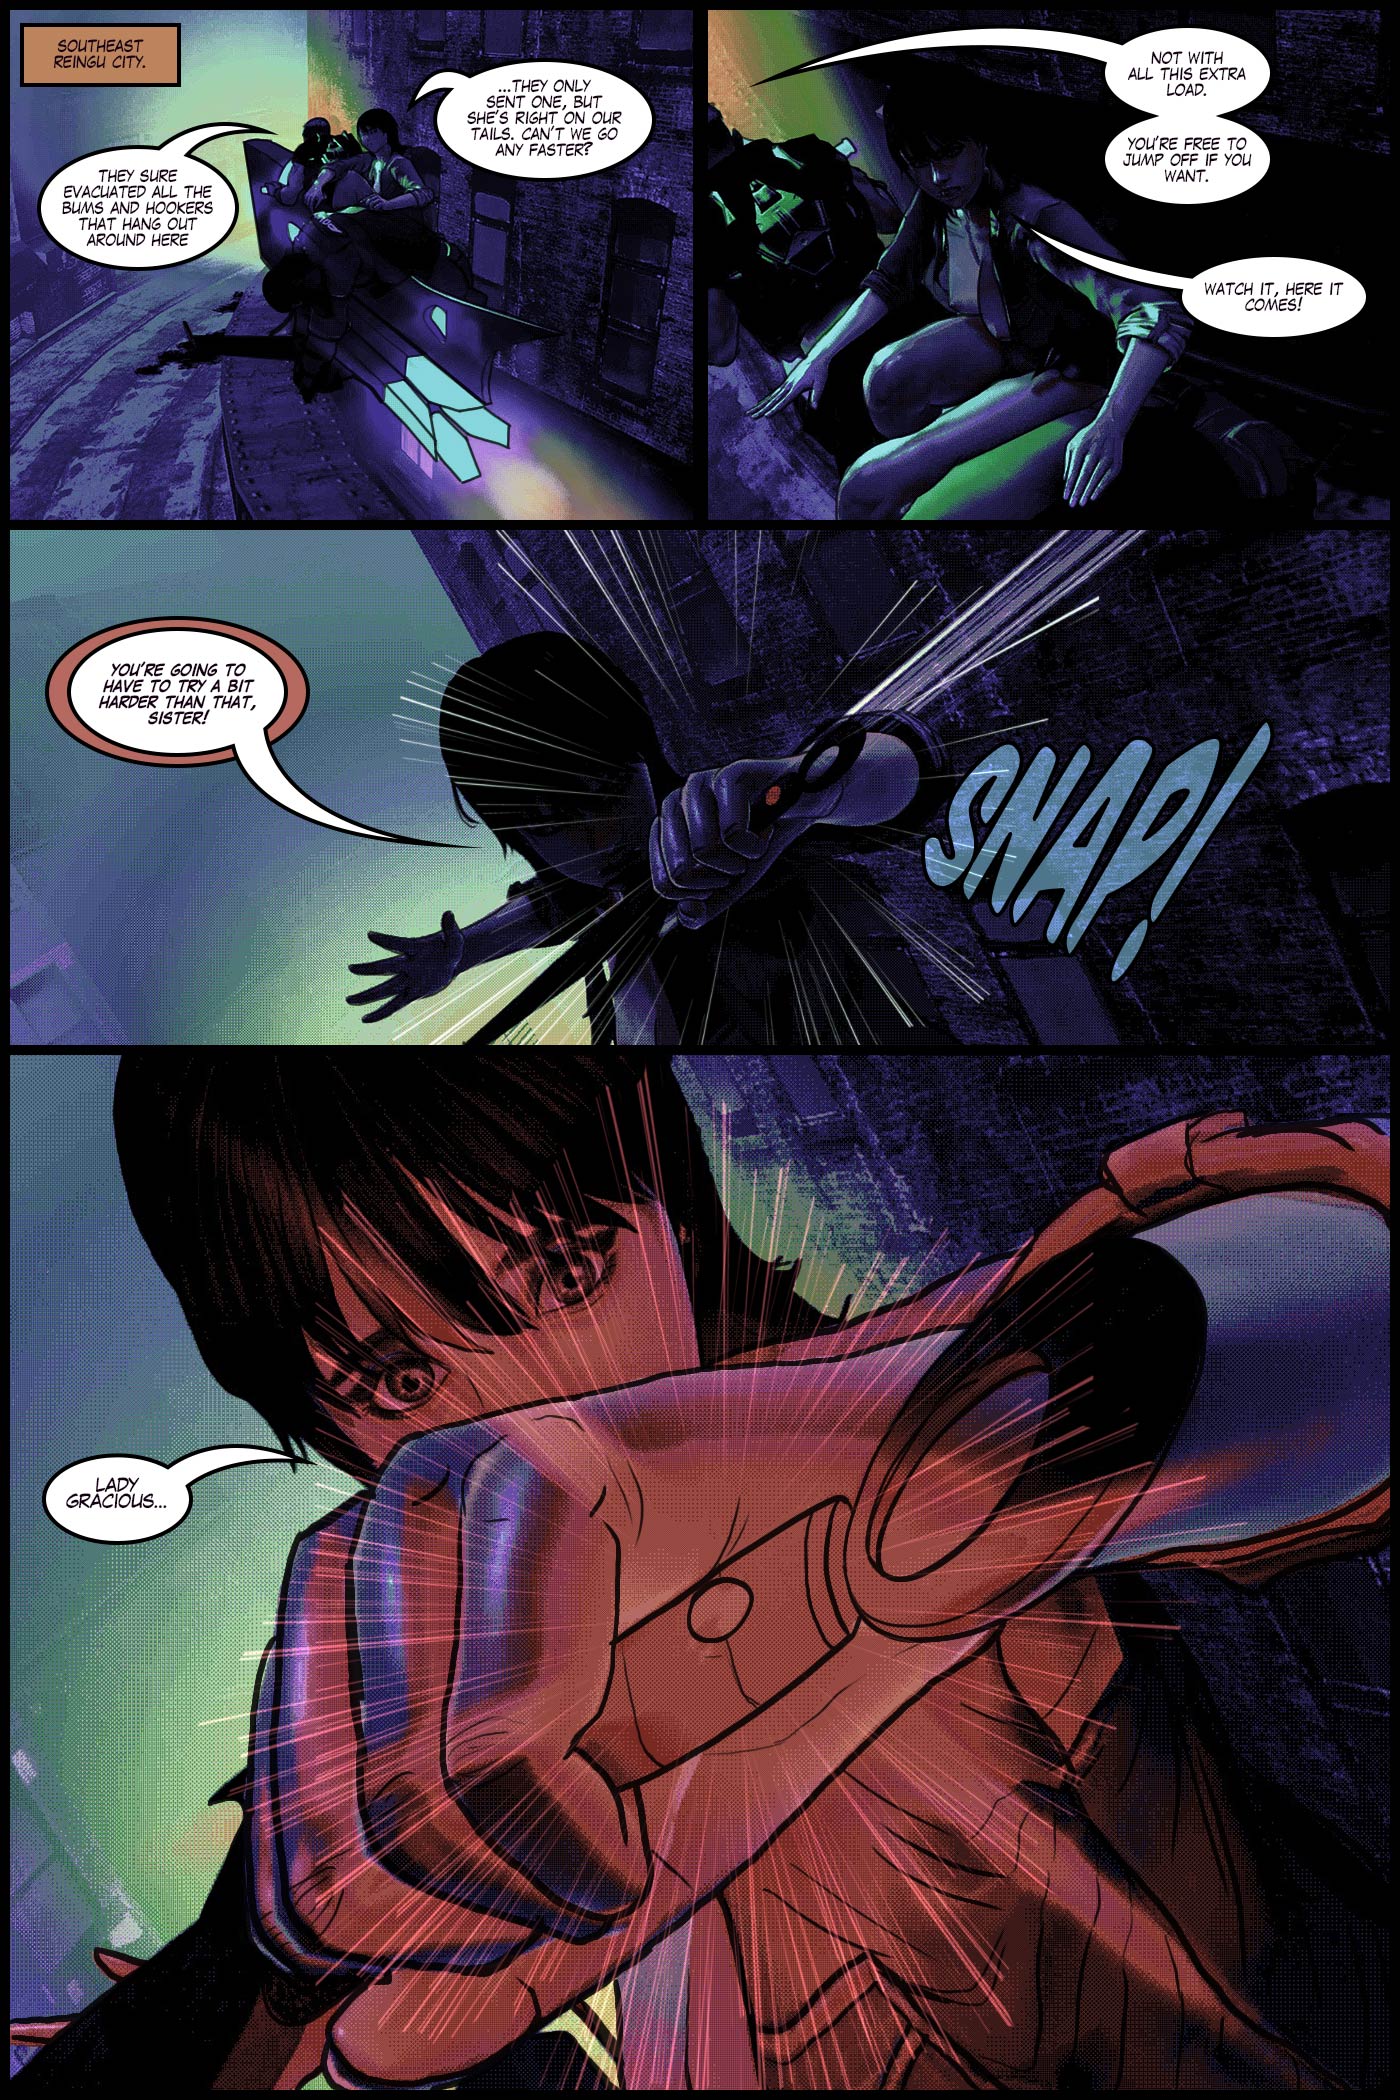 SOUTHEAST
REINGU CITY.
THEY SURE
EVACUATED ALL THE
BUMS AND HOOKERS
THAT HANG OUT
AROUND HERE
...THEY ONLY
SENT ONE, BUT
SHE'S RIGHT ON OUR
TAILS. CAN'T WE GO
ANY FASTER?
NOT WITH
ALL THIS EXTRA
LOAD.
YOU'RE FREE TO
JUMP OFF IF YOU
WANT.
WATCH IT, HERE IT
COMES!
YOU'RE GOING TO
HAVE TO TRY A BIT
HARDER THAN THAT,
SISTER!
SNAP!
LADY
GRACIOUS...